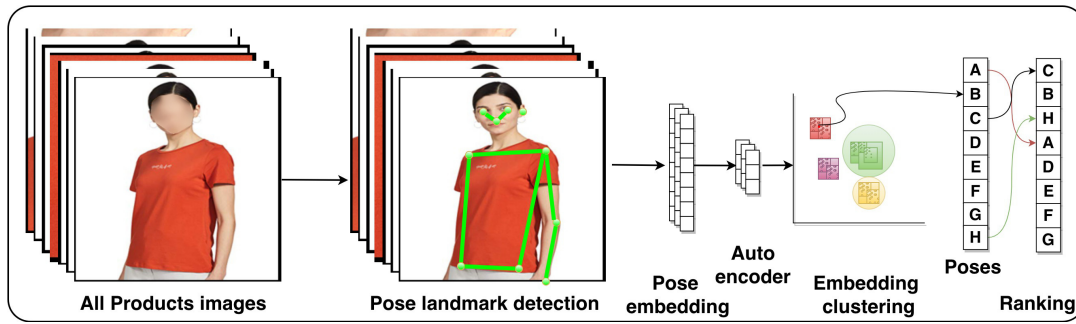 All Products images
Pose landmark detection
Pose
embedding
Auto
encoder
Embedding
clustering
A
B
C
D
E
F
G
H
Poses
C
B
H
A
D
E
F
G
Ranking